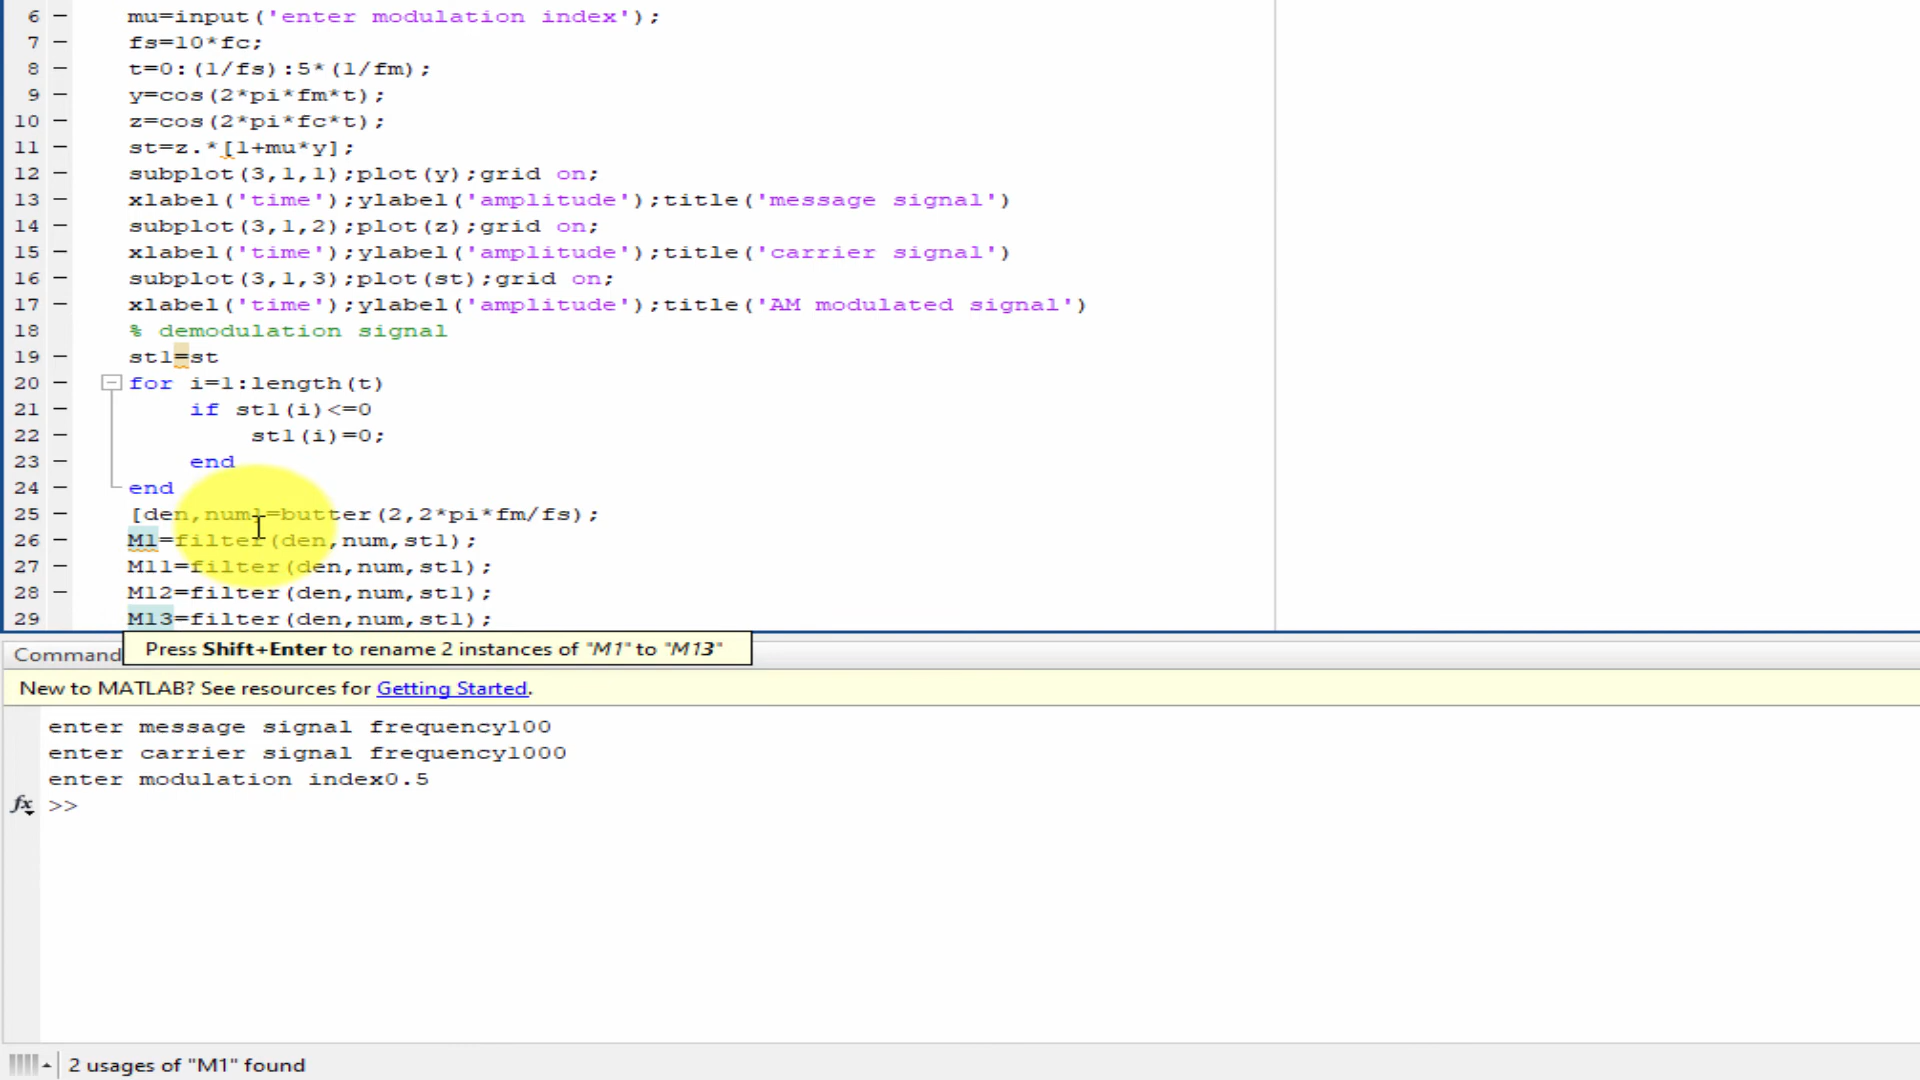 6 – mu=input('enter modulation index');
7 – fs=10*fc;
8 – t=0:(1/fs):5*(1/fm);
9 – y=cos(2*pi*fm*t);
10 – z=cos(2*pi*fc*t);
11 – st=z.*[1+mu*y];
12 – subplot(3,1,1);plot(y);grid on;
13 – xlabel('time');ylabel('amplitude');title('message signal')
14 – subplot(3,1,2);plot(z);grid on;
15 – xlabel('time');ylabel('amplitude');title('carrier signal')
16 – subplot(3,1,3);plot(st);grid on;
17 – xlabel('time');ylabel('amplitude');title('AM modulated signal')
18 % demodulation signal
19 – st1=st
20 – for i=1:length(t)
21 – if st1(i)<=0
22 – st1(i)=0;
23 – end
24 – end
25 – [den,num]=butter(2,2*pi*fm/fs);
26 – M1=filter(den,num,st1);
27 – M11=filter(den,num,st1);
28 – M12=filter(den,num,st1);
29 M13=filter(den,num,st1);
Press Shift+Enter to rename 2 instances of "M1" to "M13"
Command
New to MATLAB? See resources for Getting Started.
enter message signal frequency100
enter carrier signal frequency1000
enter modulation index0.5
fx >>
2 usages of "M1" found